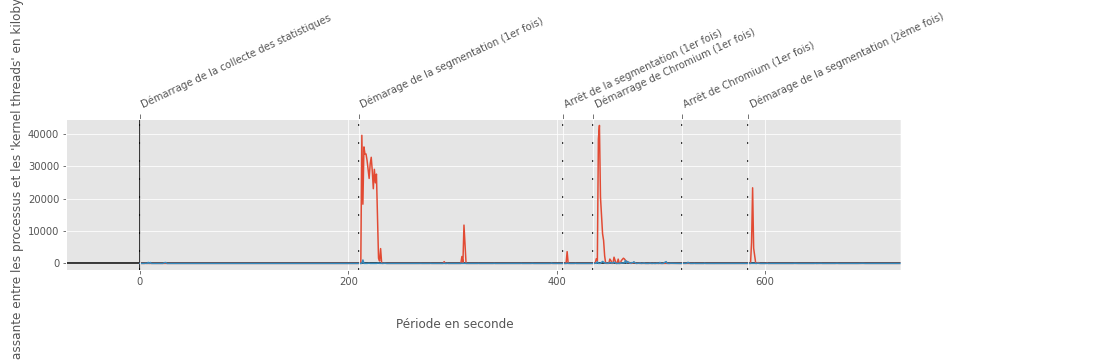 Démarrage de la collecte des statistiques
Démarage de la segmentation (1er fois)
Arrêt de la segmentation (1er fois)
Démarrage de Chromium (1er fois)
Arrêt de Chromium (1er fois)
Démarage de la segmentation (2ème fois)
assante entre les processus et les 'kernel threads' en kiloby
40000
30000
20000
10000
0
0
200
400
600
Période en seconde